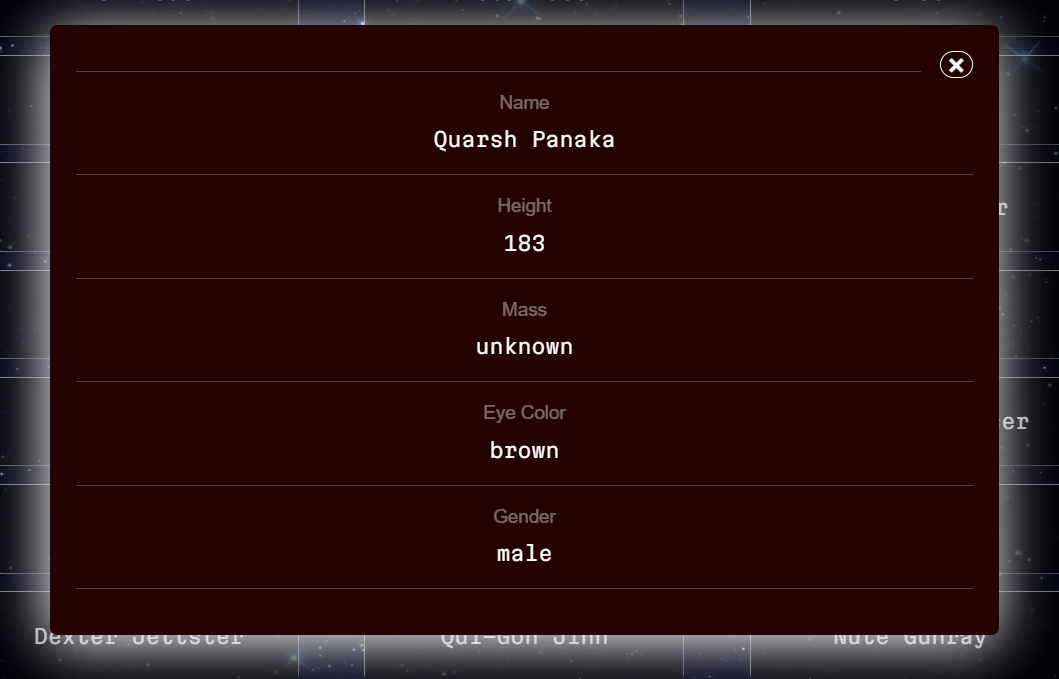 Name
Quarsh Panaka
Height
183
Mass
unknown
Eye Color
brown
Gender
male
Dexter Jettster
Qui-Gon Jinn
Nute Gunray